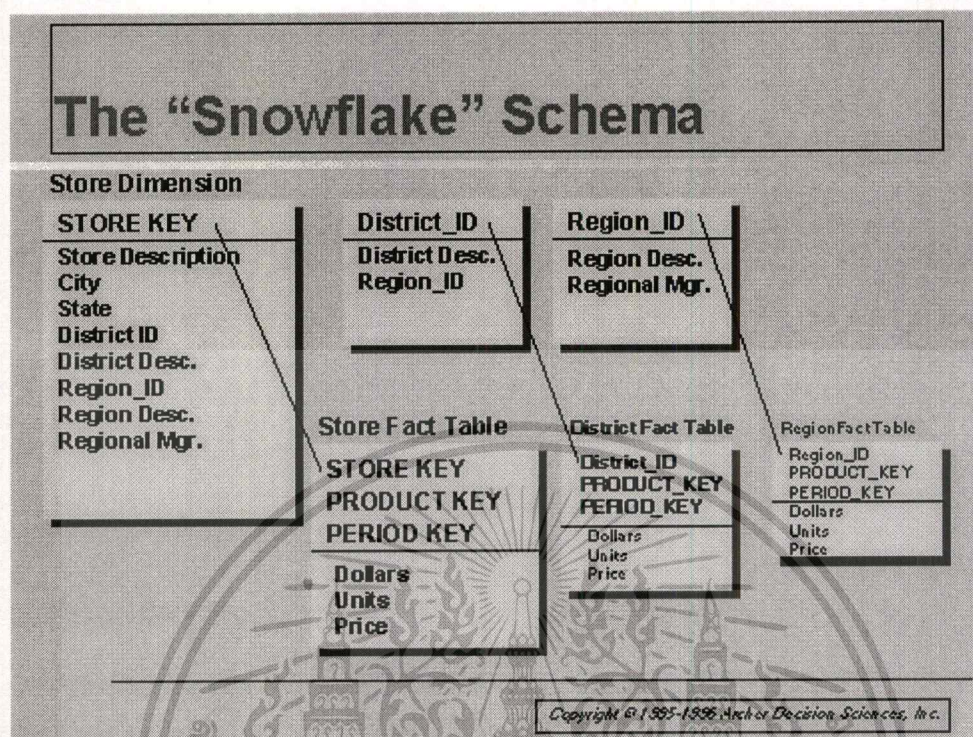 The “Snowflake” Schema
Store Dimension
STORE KEY
Store Description
City
State
District ID
District Desc.
Region_ID
Region Desc.
Regional Mgr.
District_ID
District Desc.
Region_ID
Region_ID
Region Desc.
Regional Mgr.
Store Fact Table
STORE KEY
PRODUCT KEY
PERIOD KEY
Dollars
Units
Price
District Fact Table
District_ID
PRODUCT_KEY
PERIOD_KEY
Dollars
Units
Price
Region Fact Table
Region_ID
PRODUCT_KEY
PERIOD_KEY
Dollars
Units
Price
Copyright © 1995-1996 Archer Decision Sciences, Inc.